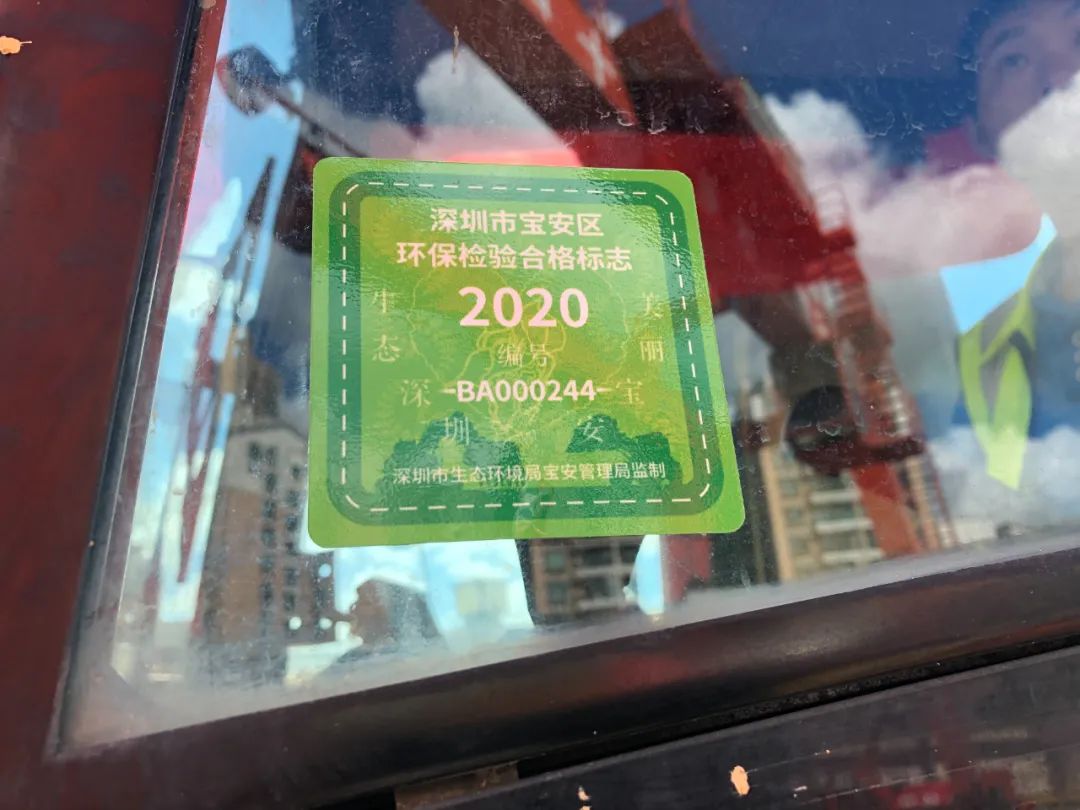 深圳市宝安区
环保检验合格标志
2020
编号
BA000244
生态
深圳
美丽
宝安
深圳市生态环境局宝安管理局监制